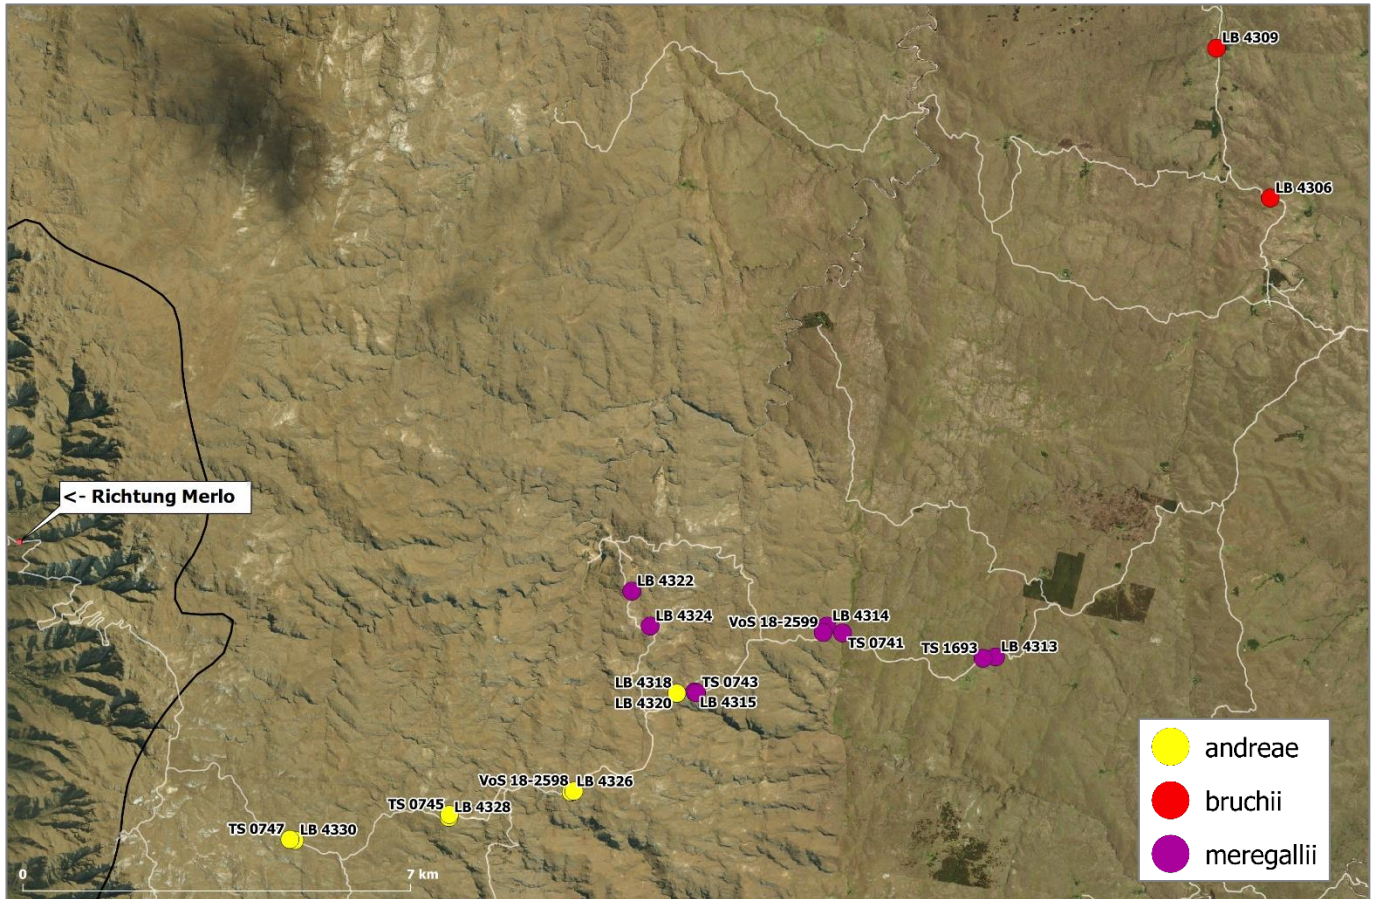 LB 4309
LB 4306
<- Richtung Merlo
LB 4322
LB 4324
VoS 18-2599
LB 4314
TS 0741
TS 1693
LB 4313
LB 4318
TS 0743
LB 4320
LB 4315
VoS 18-2598
LB 4326
TS 0745
LB 4328
TS 0747
LB 4330
0
7 km
andreae
bruchii
meregallii